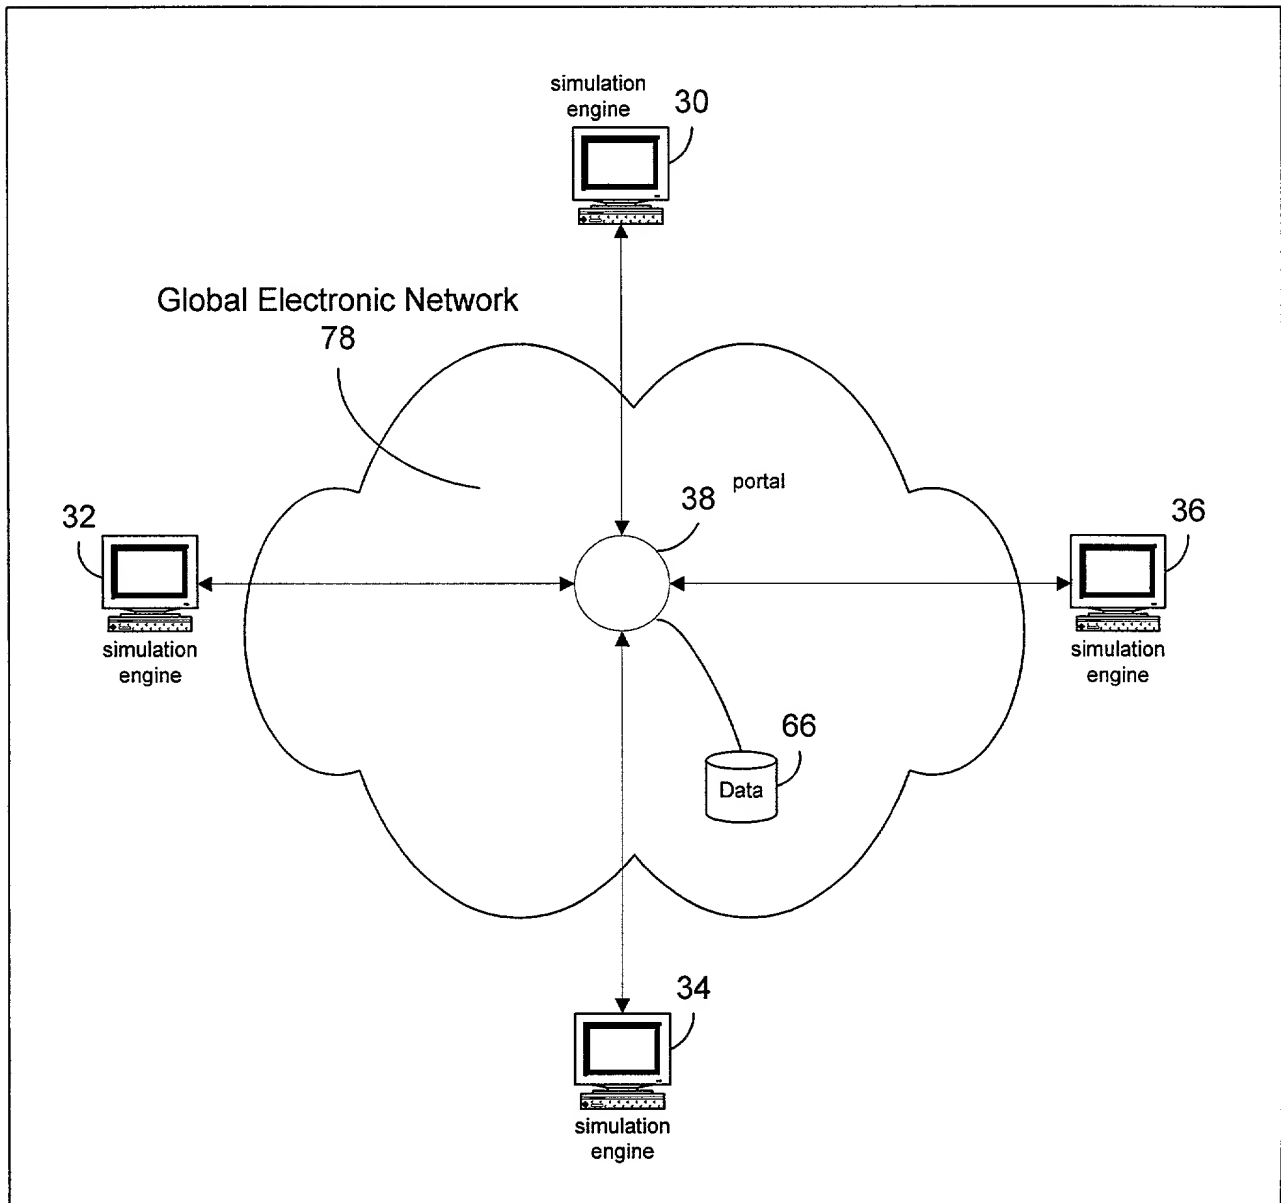 simulation
engine
30
Global Electronic Network
78
portal
38
32
simulation
engine
36
simulation
engine
66
Data
34
simulation
engine